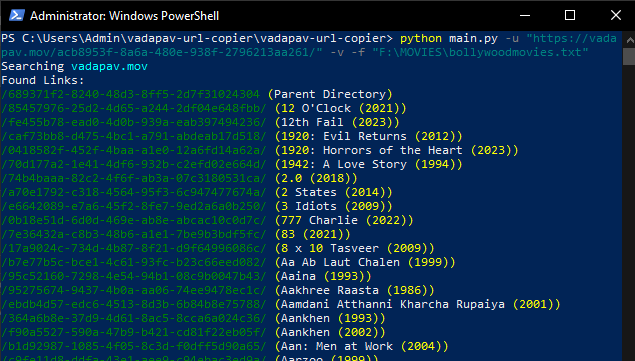 Administrator: Windows PowerShell
PS C:\Users\Admin\vadapav-url-copier\vadapav-url-copier> python main.py -u "https://vada
pav.mov/acb8953f-8a6a-480e-938f-2796213aa261/" -v -f "F:\MOVIES\bollywoodmovies.txt"
Searching vadapav.mov
Found Links:
/689371f2-8240-48d3-8ff5-2d7f31024304 (Parent Directory)
/85457976-25d2-4d65-a244-2df04e648fbb/ (12 O'Clock (2021))
/fe455b78-ead0-4d0b-939a-eab397494236/ (12th Fail (2023))
/caf73bb8-d475-4bc1-a791-abdeab17d518/ (1920: Evil Returns (2012))
/0418582f-452f-4baa-a1e0-12a6fd14a62a/ (1920: Horrors of the Heart (2023))
/70d177a2-1e41-4df6-932b-c2efd02e664d/ (1942: A Love Story (1994))
/74b4baaa-82c2-4f6f-ab3a-07c3180531ca/ (2.0 (2018))
/a70e1792-c318-4564-95f3-6c947477674a/ (2 States (2014))
/e6642089-e7a6-45f2-8fe7-9ed2a6a0b250/ (3 Idiots (2009))
/0b18e51d-6d0d-469e-ab8e-abcac10c0d7c/ (777 Charlie (2022))
/7e36432a-c8b3-48b6-a1e1-7be9b3bdf5fc/ (83 (2021))
/17a9024c-734d-4b87-8f21-d9f64996086c/ (8 x 10 Tasveer (2009))
/b7e77b5c-bce1-4c61-93fc-b23c66eed082/ (Aa Ab Laut Chalen (1999))
/95c52160-7298-4e54-94b1-08c9b0047b43/ (Aaina (1993))
/95275674-9437-4b0a-aa06-74ee9478ec1c/ (Aakhree Raasta (1986))
/ebdb4d57-edc6-4513-8d3b-6b84b8e75788/ (Aamdani Atthanni Kharcha Rupaiya (2001))
/364a6b8e-37d9-4d61-8ac5-8cca6a024c36/ (Aankhen (1993))
/f90a5527-590a-47b9-b421-cd81f22eb05f/ (Aankhen (2002))
/b1d92987-1085-4f05-8c3d-f0dff5d90a65/ (Aan: Men at Work (2004))
(Aarzoo (1999))